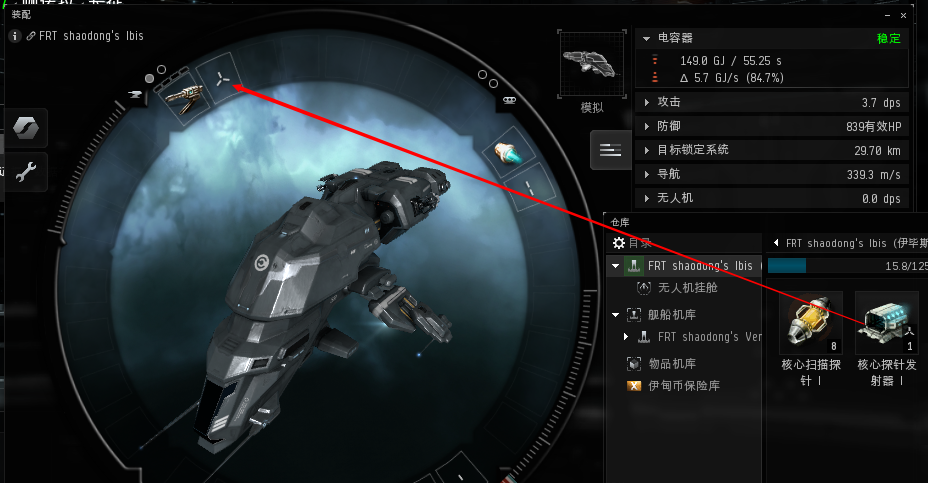 装配
FRT shaodong's Ibis
电容器 稳定
149.0 GJ / 55.25 s
Δ 5.7 GJ/s (84.7%)
模拟
攻击 3.7 dps
防御 839有效HP
目标锁定系统 29.70 km
导航 339.3 m/s
无人机 0.0 dps
仓库
目录
FRT shaodong's Ibis (伊毕斯
FRT shaodong's Ibis (
15.8/125
无人机挂舱
舰船机库
FRT shaodong's Ver
物品机库
伊甸币保险库
8
1
核心扫描探
针 I
核心探针发
射器 I